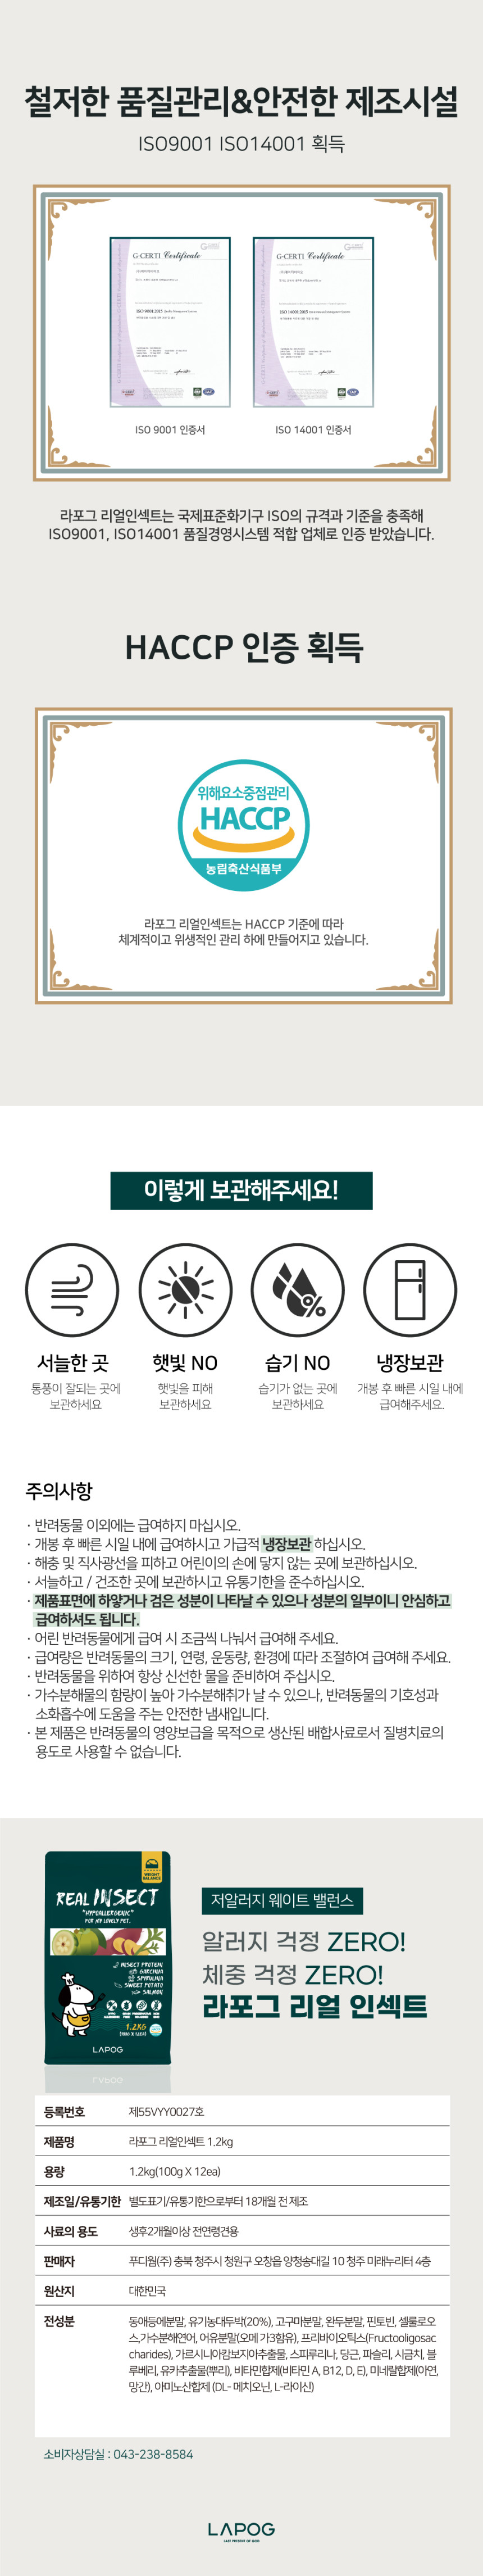 철저한 품질관리&안전한 제조시설
ISO9001 ISO14001 획득
G-CERTI Certificate
G-CERTI Certificate
ISO 9001:2015
ISO 14001:2015
ISO 9001 인증서
ISO 14001 인증서
라포그 리얼인섹트는 국제표준화기구 ISO의 규격과 기준을 충족해
ISO9001, ISO14001 품질경영시스템 적합 업체로 인증 받았습니다.
HACCP 인증 획득
위해요소중점관리
HACCP
농림축산식품부
라포그 리얼인섹트는 HACCP 기준에 따라
체계적이고 위생적인 관리 하에 만들어지고 있습니다.
이렇게 보관해주세요!
%
서늘한 곳
통풍이 잘되는 곳에
보관하세요
햇빛 NO
햇빛을 피해
보관하세요
습기 NO
습기가 없는 곳에
보관하세요
냉장보관
개봉 후 빠른 시일 내에
급여해주세요.
주의사항
· 반려동물 이외에는 급여하지 마십시오.
· 개봉 후 빠른 시일 내에 급여하시고 가급적 냉장보관 하십시오.
· 해충 및 직사광선을 피하고 어린이의 손에 닿지 않는 곳에 보관하십시오.
· 서늘하고 / 건조한 곳에 보관하시고 유통기한을 준수하십시오.
· 제품표면에 하얗거나 검은 성분이 나타날 수 있으나 성분의 일부이니 안심하고
급여하셔도 됩니다.
· 어린 반려동물에게 급여 시 조금씩 나눠서 급여해 주세요.
· 급여량은 반려동물의 크기, 연령, 운동량, 환경에 따라 조절하여 급여해 주세요.
· 반려동물을 위하여 항상 신선한 물을 준비하여 주십시오.
· 가수분해물의 함량이 높아 가수분해취가 날 수 있으나, 반려동물의 기호성과
소화흡수에 도움을 주는 안전한 냄새입니다.
· 본 제품은 반려동물의 영양보급을 목적으로 생산된 배합사료로서 질병치료의
용도로 사용할 수 없습니다.
WEIGHT
BALANCE
REAL INSECT
"HYPOALLERGENIC"
FOR MY LOVELY PET.
INSECT PROTEIN
GARCINIA
SPIRULINA
SWEET POTATO
SALMON
1.2KG
(100G X 12EA)
LAPOG
저알러지 웨이트 밸런스
알러지 걱정 ZERO!
체중 걱정 ZERO!
라포그 리얼 인섹트
등록번호 제55VYY0027호
제품명 라포그 리얼인섹트 1.2kg
용량 1.2kg(100g X 12ea)
제조일/유통기한 별도표기/유통기한으로부터 18개월 전 제조
사료의 용도 생후2개월이상 전연령견용
판매자 푸디웜(주) 충북 청주시 청원구 오창읍 양청송대길 10 청주 미래누리터 4층
원산지 대한민국
전성분 동애등에분말, 유기농대두박(20%), 고구마분말, 완두분말, 핀토빈, 셀룰로오
스,가수분해연어, 어유분말(오메가3함유), 프리바이오틱스(Fructooligosac
charides), 가르시니아캄보지아추출물, 스피루리나, 당근, 파슬리, 시금치, 블
루베리, 유카추출물(뿌리), 비타민합제(비타민 A, B12, D, E), 미네랄합제(아연,
망간), 아미노산합제 (DL- 메치오닌, L-라이신)
소비자상담실 : 043-238-8584
LAPOG
LAST PRESENT OF GOD